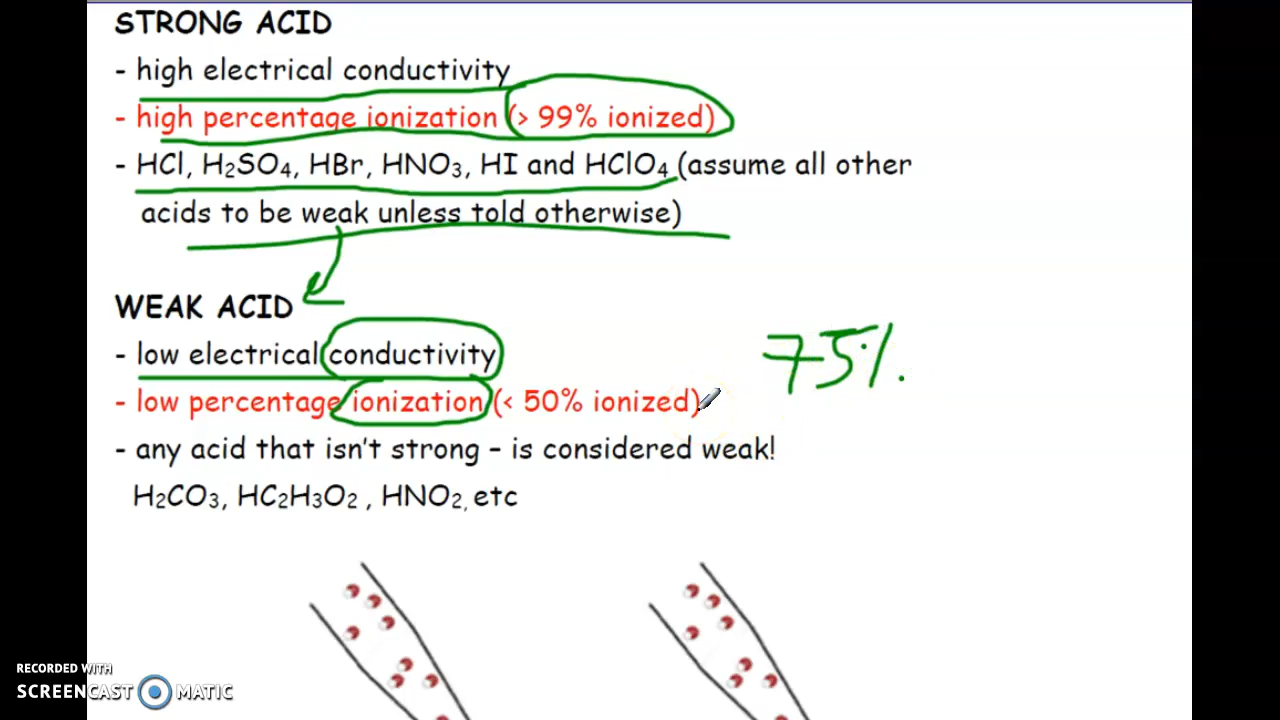 STRONG ACID
- high electrical conductivity
- high percentage ionization (> 99% ionized)
- HCl, H₂SO₄, HBr, HNO₃, HI and HClO₄ (assume all other
acids to be weak unless told otherwise)
WEAK ACID
- low electrical conductivity
75%.
- low percentage ionization (< 50% ionized)
- any acid that isn't strong – is considered weak!
H₂CO₃, HC₂H₃O₂ , HNO₂, etc
RECORDED WITH
SCREENCAST MATIC